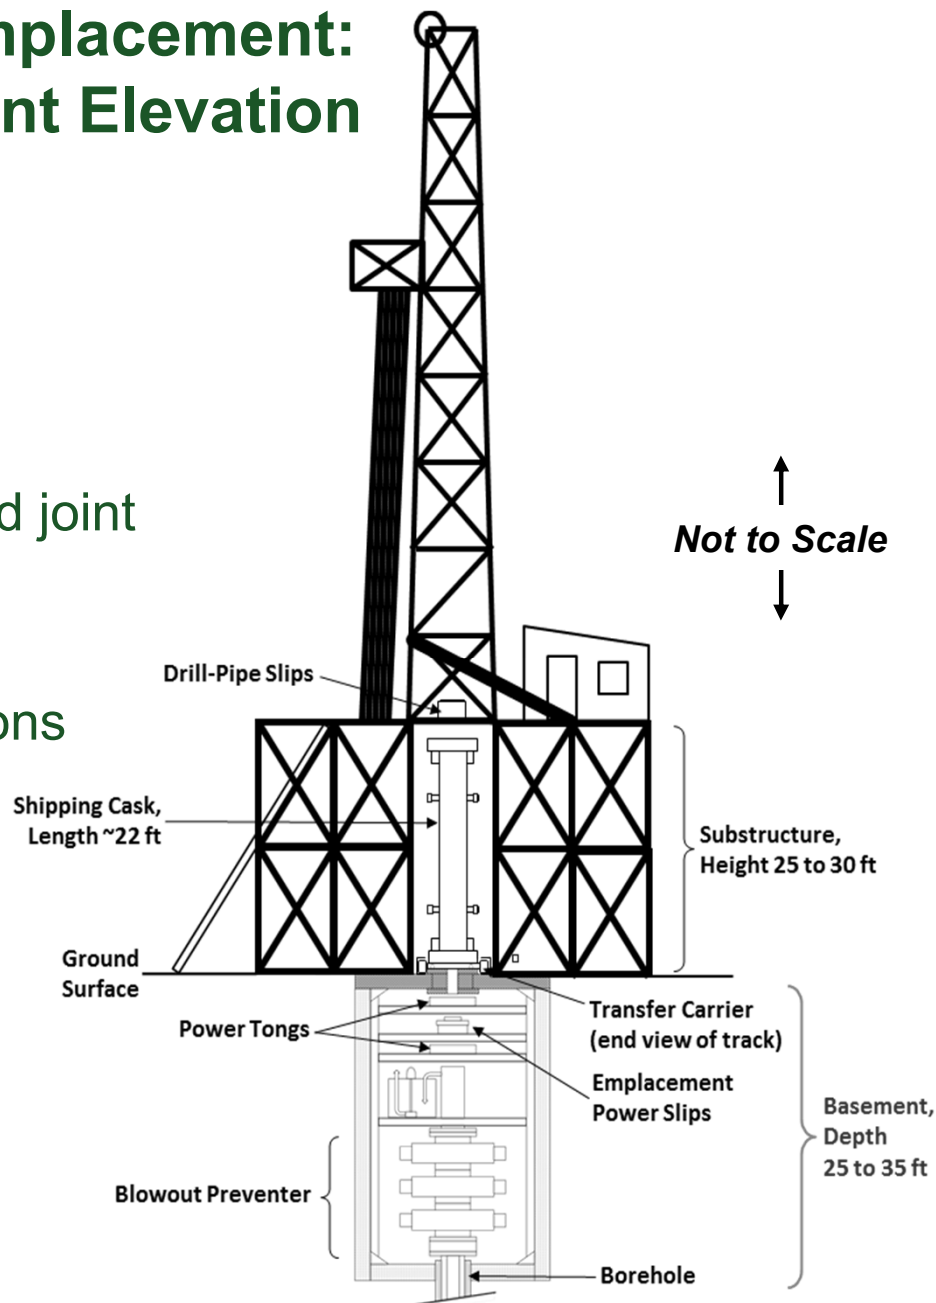 mplacement:
nt Elevation
d joint
Not to Scale
Drill-Pipe Slips
ons
Shipping Cask,
Length ~22 ft
Substructure,
Height 25 to 30 ft
Ground
Surface
Transfer Carrier
(end view of track)
Power Tongs
Emplacement
Power Slips
Basement,
Depth
25 to 35 ft
Blowout Preventer
Borehole